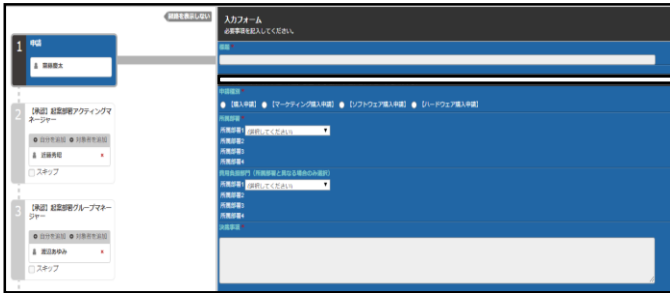 経路を表示しない
1
申請
齋藤慶太
2
【承認】起案部署アクティングマ
ネージャー
自分を追加 対象者を追加
近藤秀昭
×
スキップ
3
【承認】起案部署グループマネー
ジャー
自分を追加 対象者を追加
渡辺あゆみ
×
スキップ
入力フォーム
必要事項を記入してください。
標題 *
申請種別 *
【購入申請】 【マーケティング購入申請】 【ソフトウェア購入申請】 【ハードウェア購入申請】
所属部署 *
所属部署1 (選択してください)
所属部署2
所属部署3
所属部署4
費用負担部門（所属部署と異なる場合のみ選択）
所属部署1 (選択してください)
所属部署2
所属部署3
所属部署4
決裁事項 *